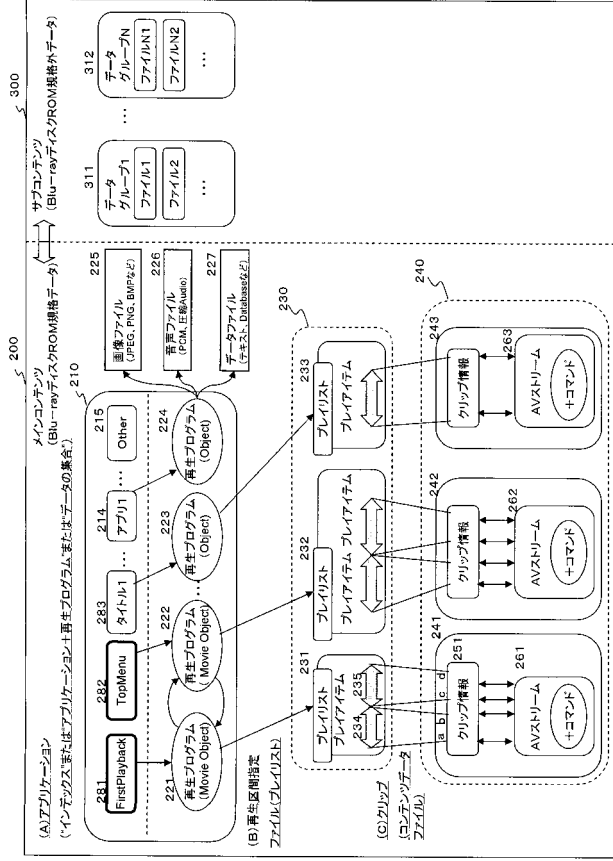 200
300
メインコンテンツ
(Blu－rayディスクROM規格データ)
サブコンテンツ
(Blu－rayディスクROM規格外データ)
(A)アプリケーション
("インデックス"または"アプリケーション＋再生プログラム"または"データの集合")
210
281
FirstPlayback
282
TopMenu
283
タイトル1
…
214
アプリ1
…
215
Other
221
再生プログラム
(Movie Object)
222
再生プログラム
( Movie Object)
…
223
再生プログラム
(Object)
224
再生プログラム
(Object)
225
画像ファイル
(JPEG, PNG, BMPなど)
226
音声ファイル
(PCM, 圧縮Audio)
227
データファイル
(テキスト, Databaseなど)
311
データ
グループ1
ファイル1
ファイル2
…
…
312
データ
グループN
ファイルN1
ファイルN2
…
(B)再生区間指定
ファイル(プレイリスト)
230
231
プレイリスト
プレイアイテム
234
235
232
プレイリスト
プレイアイテム プレイアイテム
233
プレイリスト
プレイアイテム
(C)クリップ
(コンテンツデータ
ファイル)
240
241
a
b
c
d
251
クリップ情報
261
AVストリーム
＋コマンド
242
クリップ情報
262
AVストリーム
＋コマンド
243
クリップ情報
263
AVストリーム
＋コマンド